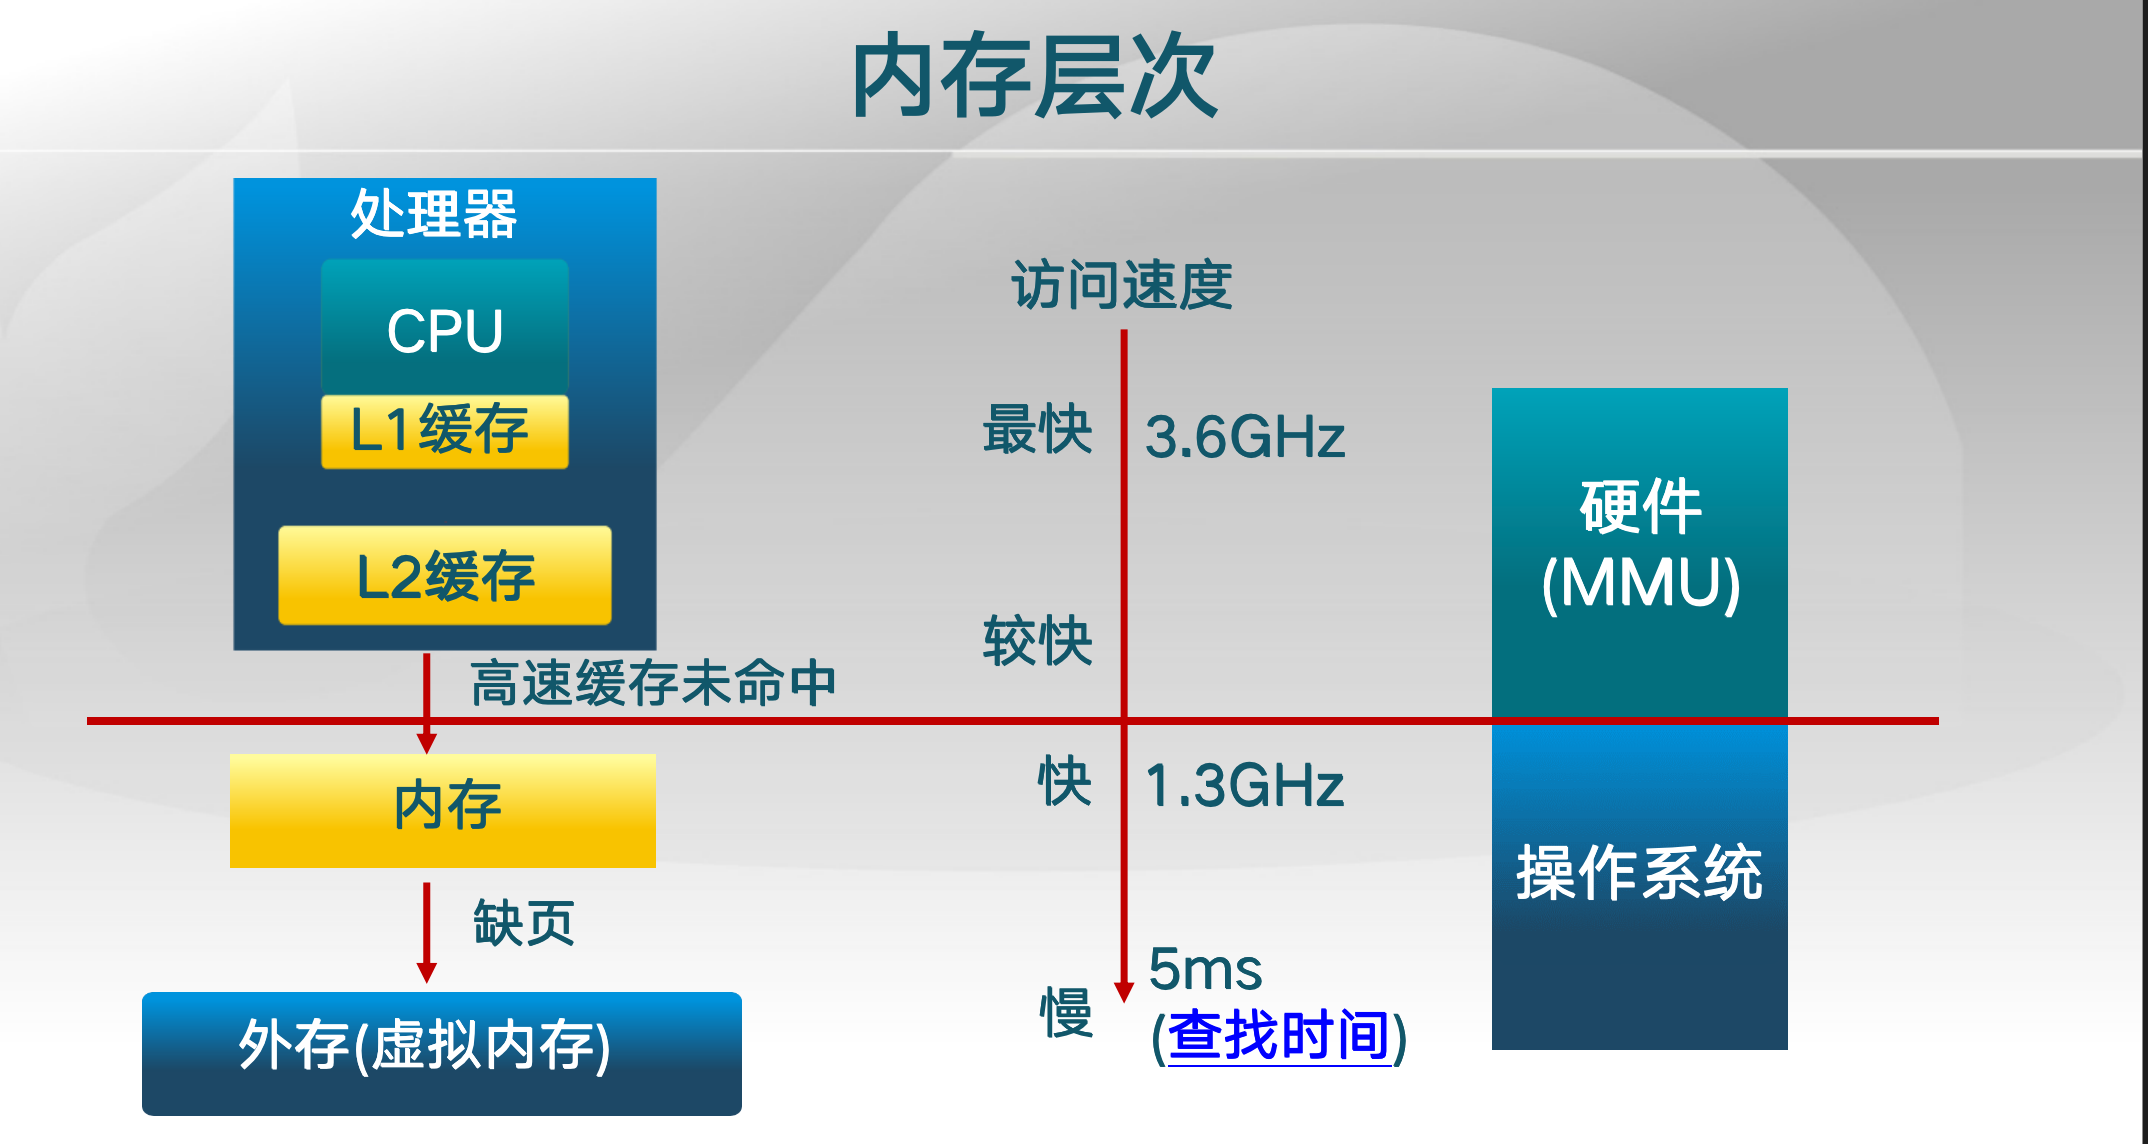 内存层次
处理器
CPU
L1缓存
L2缓存
高速缓存未命中
内存
缺页
外存(虚拟内存)
访问速度
最快 3.6GHz
较快
快 1.3GHz
慢 5ms
(查找时间)
硬件
(MMU)
操作系统